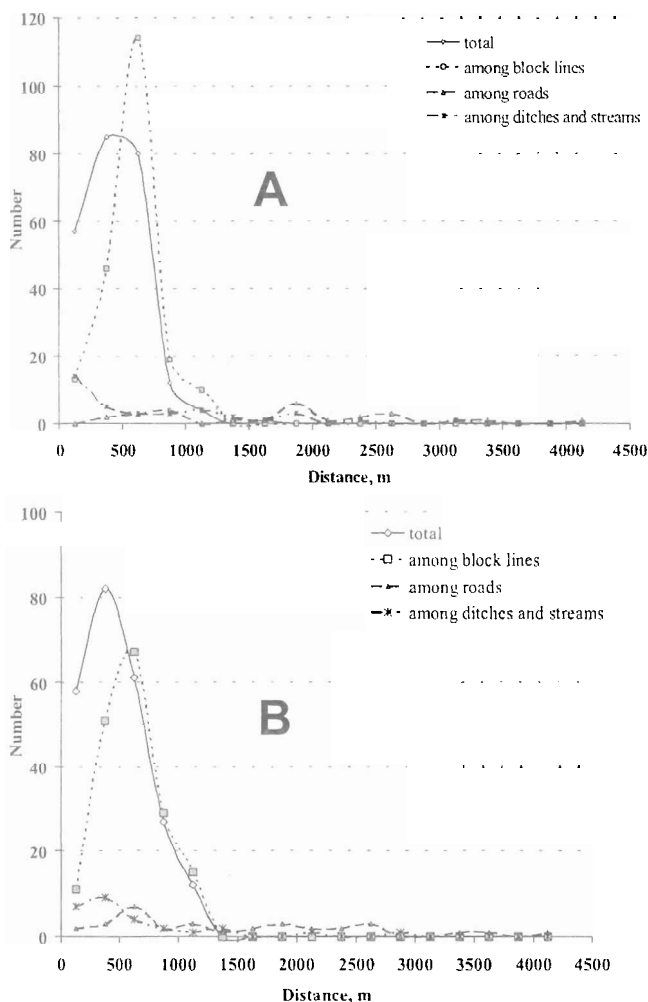 120
100
80
60
40
20
0
Number
A
total
among block lines
among roads
among ditches and streams
0 500 1000 1500 2000 2500 3000 3500 4000 4500
Distance, m
100
80
60
40
20
0
Number
B
total
among block lines
among roads
among ditches and streams
0 500 1000 1500 2000 2500 3000 3500 4000 4500
Distance, m